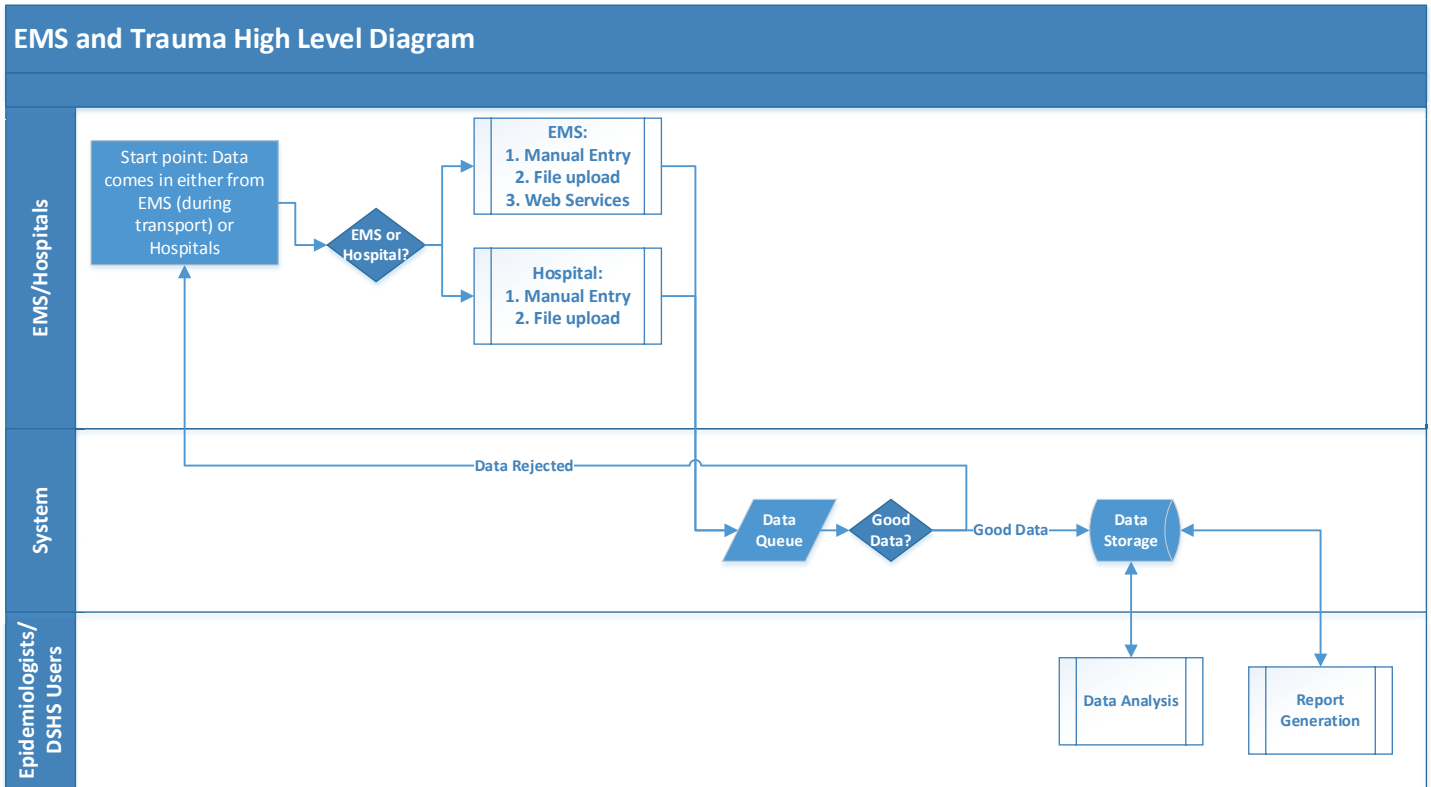 EMS and Trauma High Level Diagram
EMS/Hospitals
Start point: Data
comes in either from
EMS (during
transport) or
Hospitals
EMS or
Hospital?
EMS:
1. Manual Entry
2. File upload
3. Web Services
Hospital:
1. Manual Entry
2. File upload
System
Data Rejected
Data
Queue
Good
Data?
Good Data
Data
Storage
Epidemiologists/
DSHS Users
Data Analysis
Report
Generation